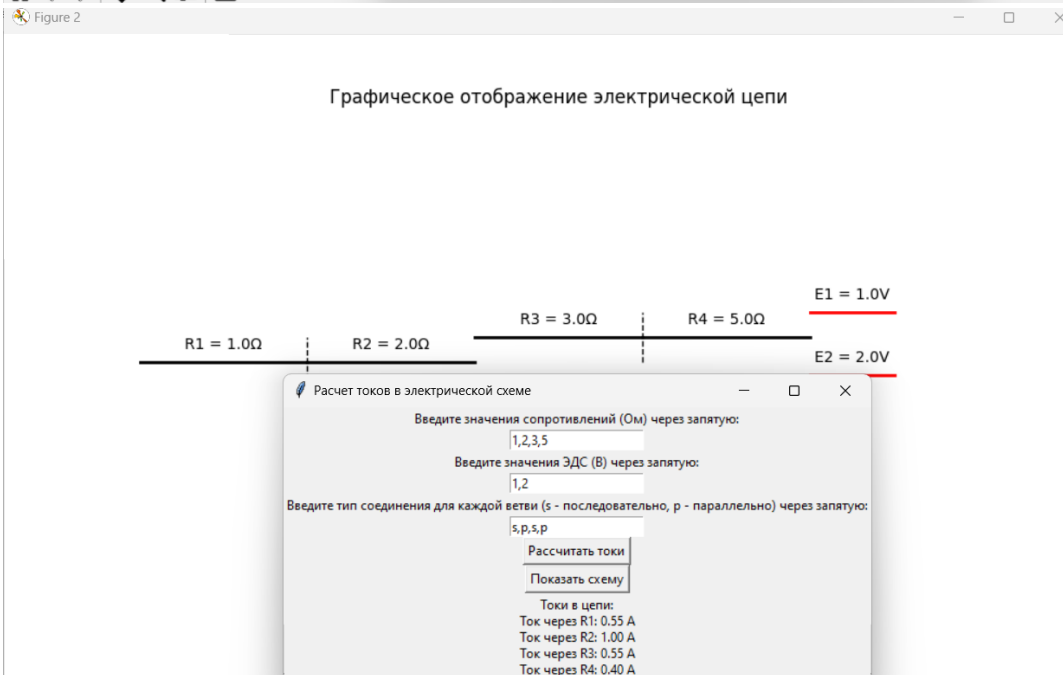 Figure 2
Графическое отображение электрической цепи
E1 = 1.0V
R3 = 3.0Ω
R4 = 5.0Ω
R1 = 1.0Ω
R2 = 2.0Ω
E2 = 2.0V
Расчет токов в электрической схеме
Введите значения сопротивлений (Ом) через запятую:
1,2,3,5
Введите значения ЭДС (В) через запятую:
1,2
Введите тип соединения для каждой ветви (s - последовательно, p - параллельно) через запятую:
s,p,s,p
Рассчитать токи
Показать схему
Токи в цепи:
Ток через R1: 0.55 А
Ток через R2: 1.00 А
Ток через R3: 0.55 А
Ток через R4: 0.40 А